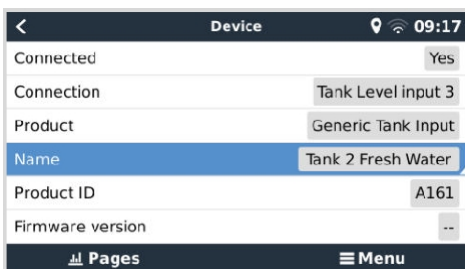 Device 09:17
Connected Yes
Connection Tank Level input 3
Product Generic Tank Input
Name Tank 2 Fresh Water
Product ID A161
Firmware version --
Pages Menu